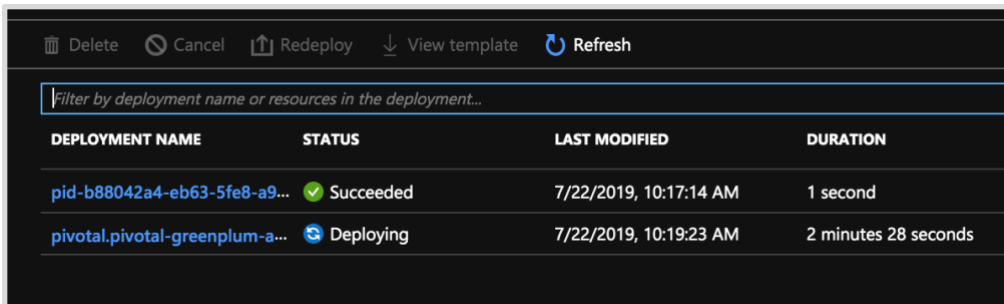 Delete Cancel Redeploy View template Refresh
Filter by deployment name or resources in the deployment...
DEPLOYMENT NAME STATUS LAST MODIFIED DURATION
pid-b88042a4-eb63-5fe8-a9... Succeeded 7/22/2019, 10:17:14 AM 1 second
pivotal.pivotal-greenplum-a... Deploying 7/22/2019, 10:19:23 AM 2 minutes 28 seconds